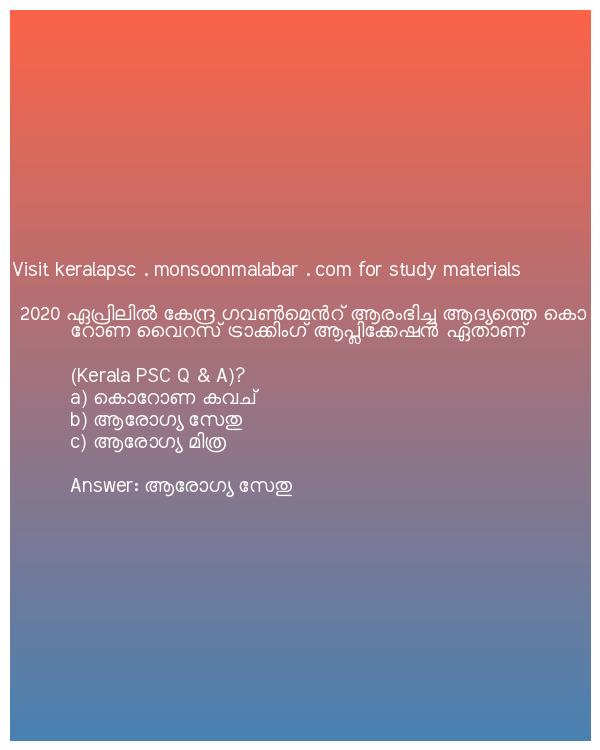 Visit keralapsc . monsoonmalabar . com for study materials
2020 ഏപ്രിലിൽ കേന്ദ്ര ഗവൺമെൻറ് ആരംഭിച്ച ആദ്യത്തെ കൊ
റോണ വൈറസ് ട്രാക്കിംഗ് ആപ്ലിക്കേഷൻ ഏതാണ്
(Kerala PSC Q & A)?
a) കൊറോണ കവച്
b) ആരോഗ്യ സേതു
c) ആരോഗ്യ മിത്ര
Answer: ആരോഗ്യ സേതു